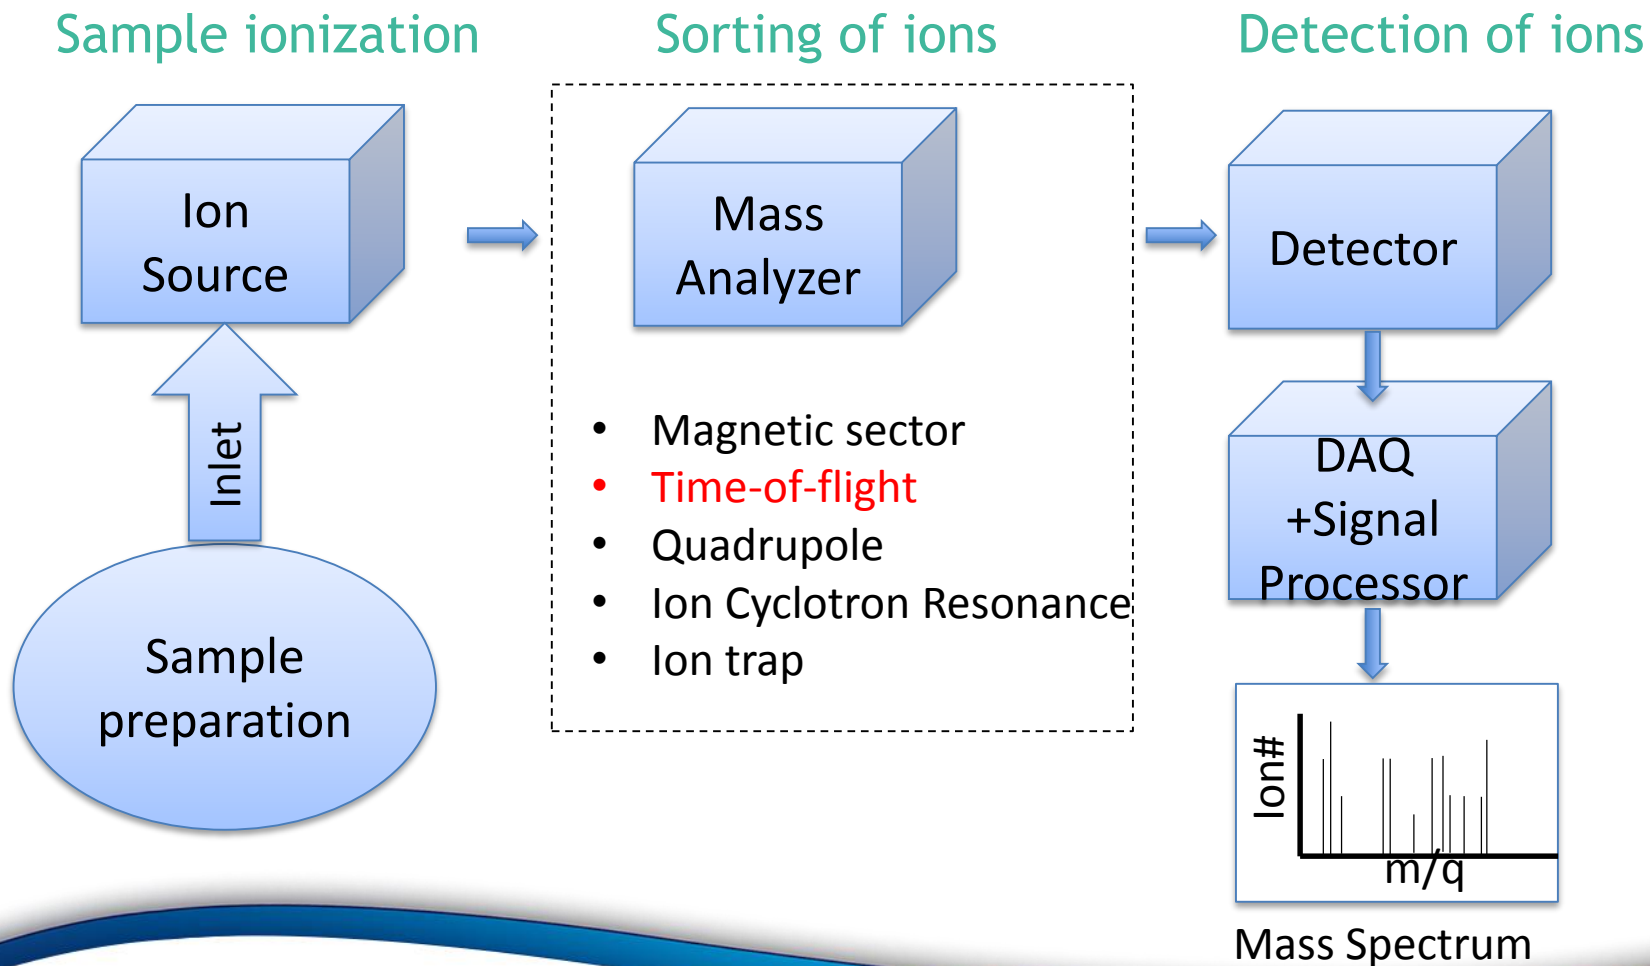 Sample ionization
Sorting of ions
Detection of ions
Ion
Source
Inlet
Sample
preparation
Mass
Analyzer
• Magnetic sector
• Time-of-flight
• Quadrupole
• Ion Cyclotron Resonance
• Ion trap
Detector
DAQ
+Signal
Processor
Ion#
m/q
Mass Spectrum